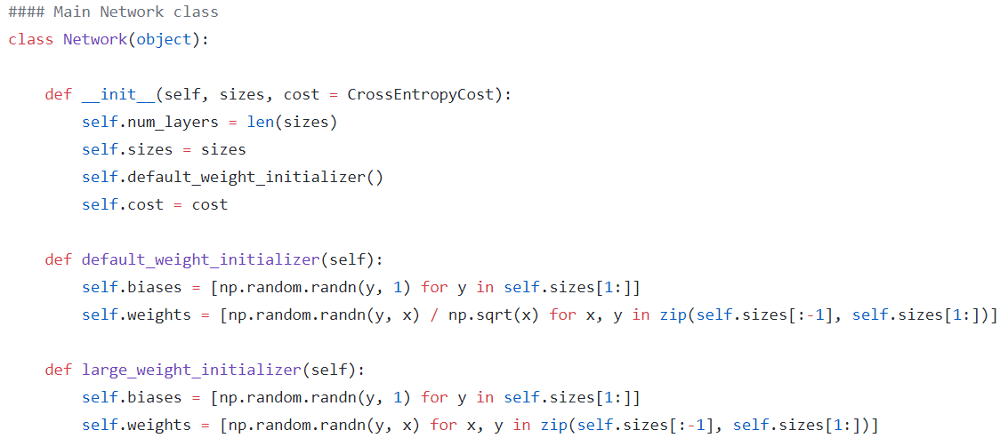 #### Main Network class
class Network(object):
    def __init__(self, sizes, cost = CrossEntropyCost):
        self.num_layers = len(sizes)
        self.sizes = sizes
        self.default_weight_initializer()
        self.cost = cost
    def default_weight_initializer(self):
        self.biases = [np.random.randn(y, 1) for y in self.sizes[1:]]
        self.weights = [np.random.randn(y, x) / np.sqrt(x) for x, y in zip(self.sizes[:-1], self.sizes[1:])]
    def large_weight_initializer(self):
        self.biases = [np.random.randn(y, 1) for y in self.sizes[1:]]
        self.weights = [np.random.randn(y, x) for x, y in zip(self.sizes[:-1], self.sizes[1:])]